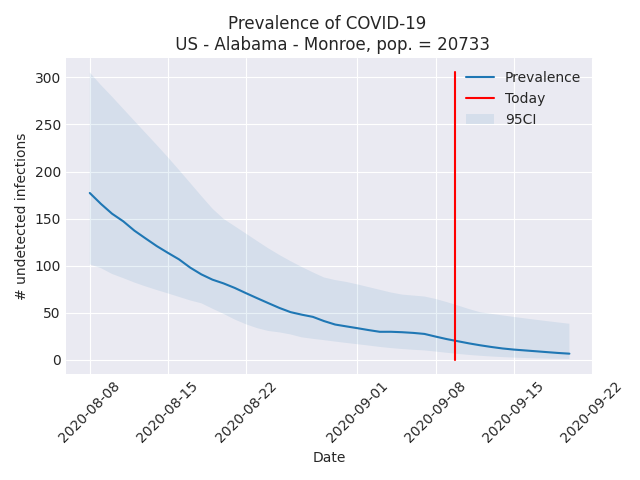 Prevalence of COVID-19
US - Alabama - Monroe, pop. = 20733
300
250
200
150
100
50
0
# undetected infections
Prevalence
Today
95CI
2020-08-08
2020-08-15
2020-08-22
2020-09-01
2020-09-08
2020-09-15
2020-09-22
Date